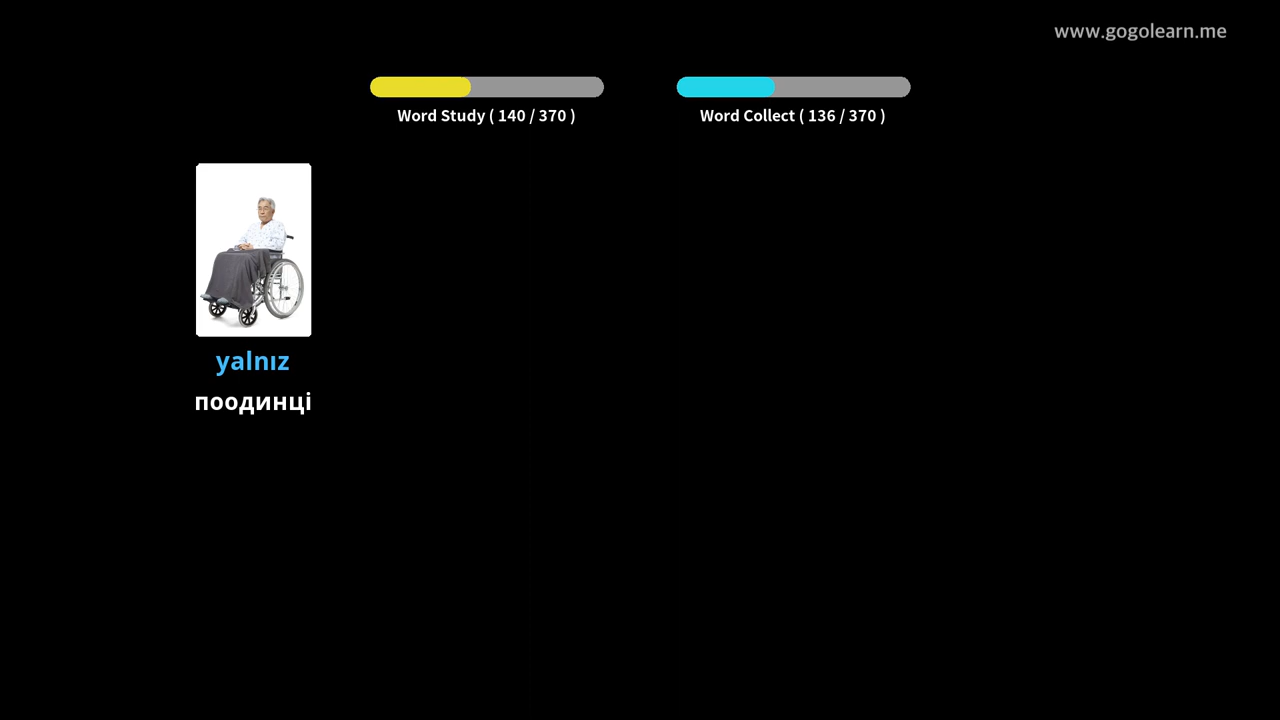 www.gogolearn.me
Word Study ( 140 / 370 )
Word Collect ( 136 / 370 )
yalnız
поодинці